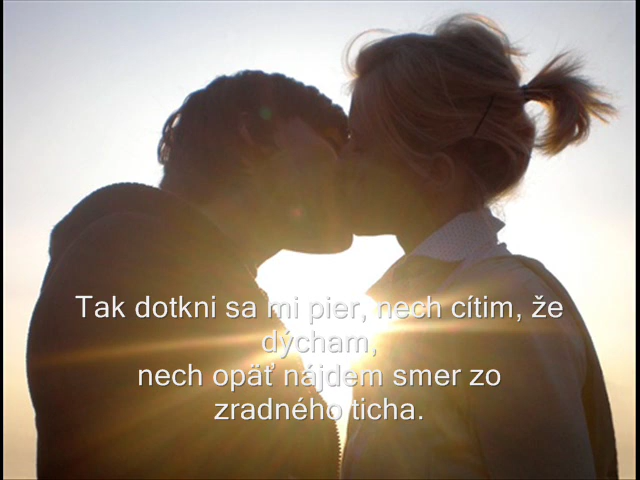 Tak dotkni sa mi pier, nech cítim, že
dýcham,
nech opäť nájdem smer zo
zradného ticha.